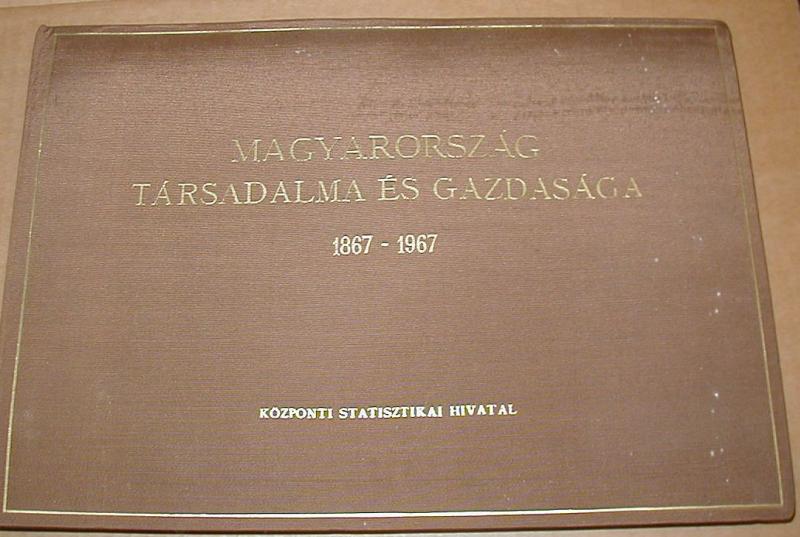 MAGYARORSZÁG
TÁRSADALMA ÉS GAZDASÁGA
1867 - 1967
KÖZPONTI STATISZTIKAI HIVATAL